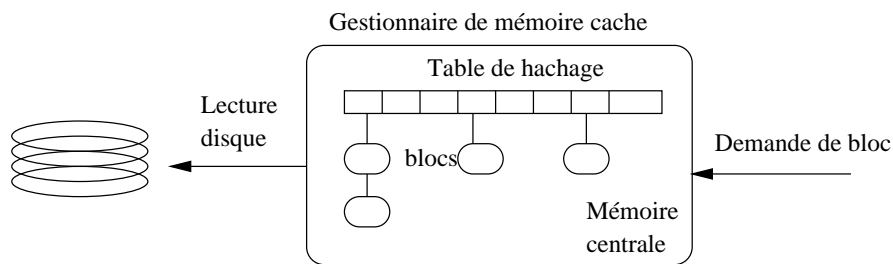 Gestionnaire de mémoire cache
Table de hachage
Lecture
disque
blocs
Demande de bloc
Mémoire
centrale